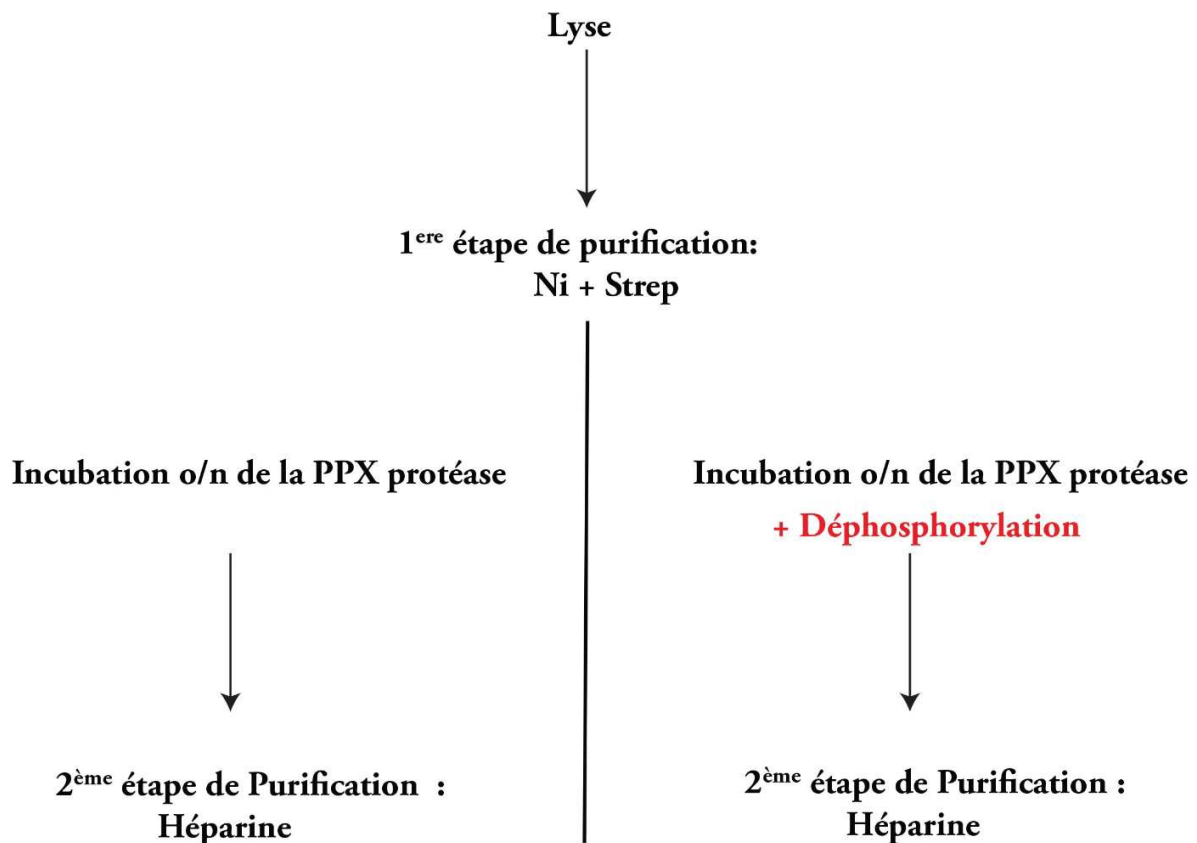 Lyse
1ere étape de purification:
Ni + Strep
Incubation o/n de la PPX protéase
2ème étape de Purification :
Héparine
Incubation o/n de la PPX protéase
+ Déphosphorylation
2ème étape de Purification :
Héparine